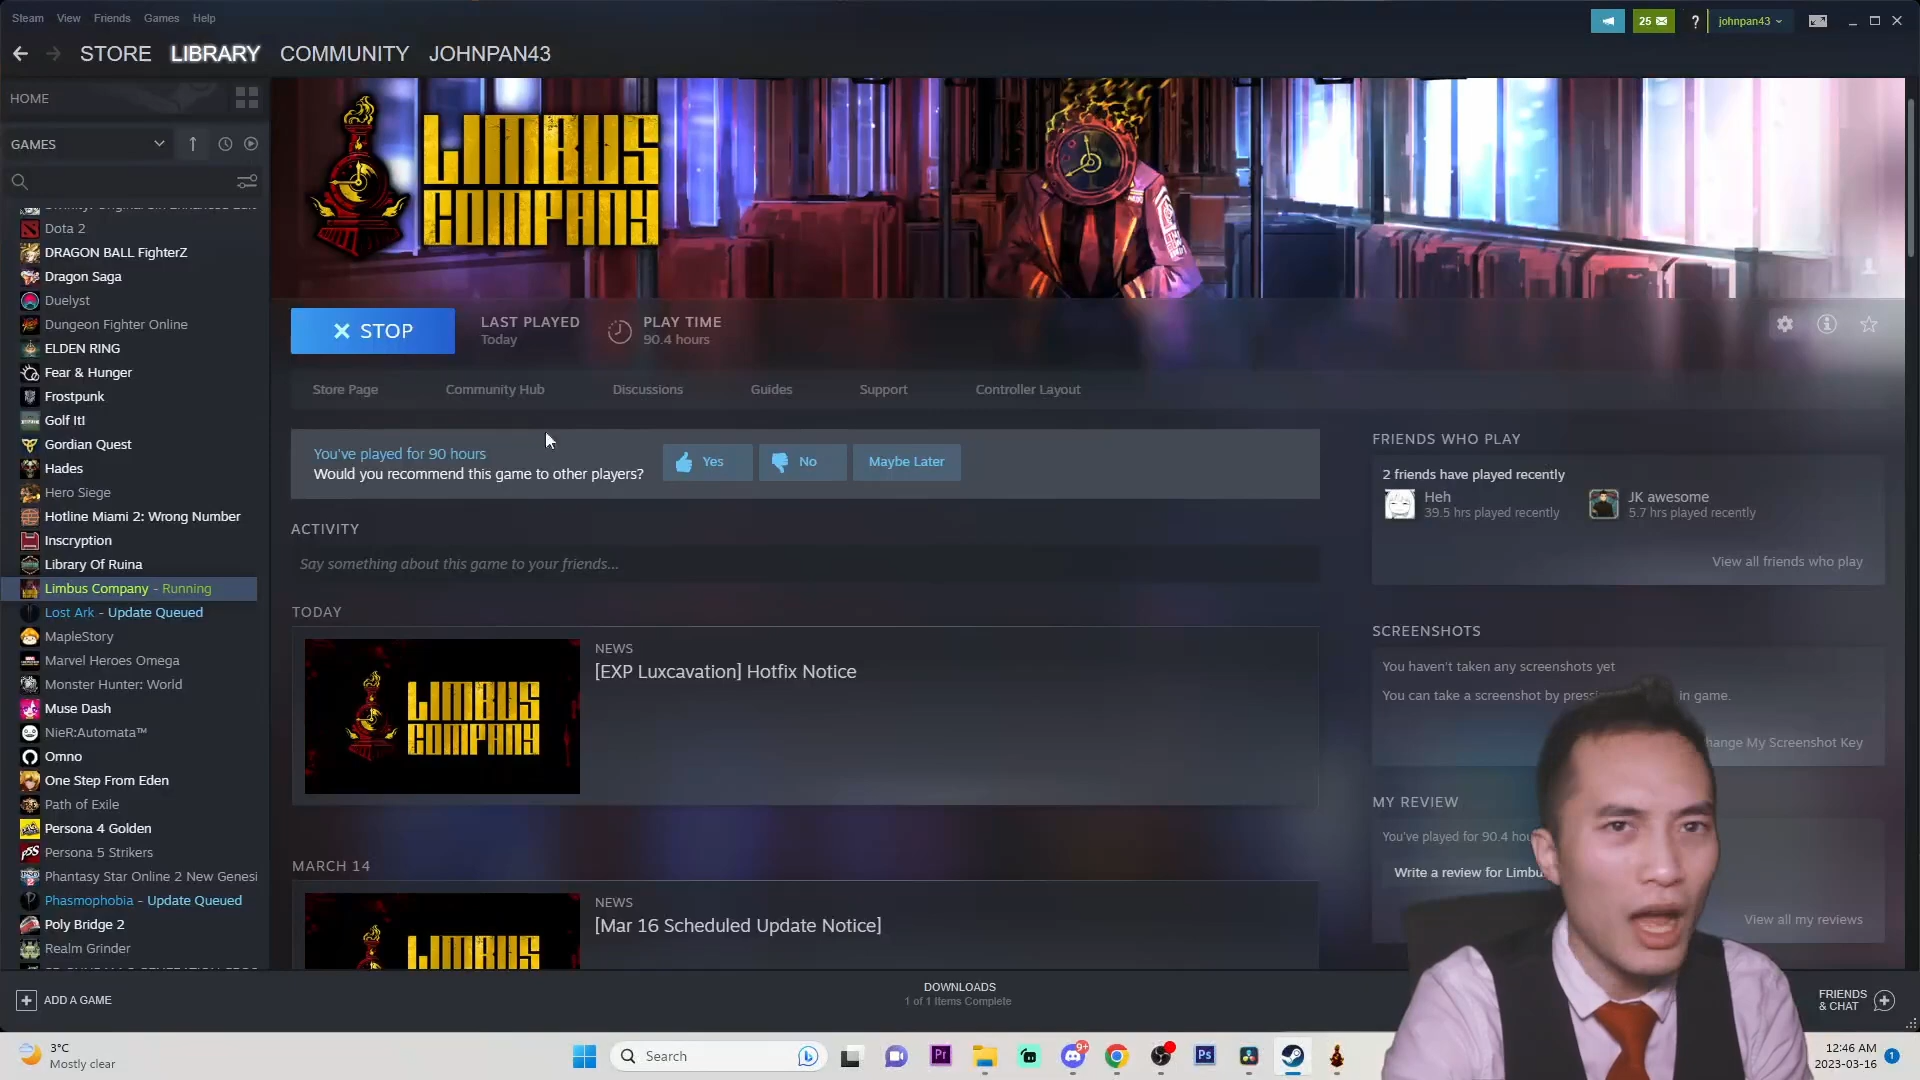 Steam View Friends Games Help
25
?
johnpan43
STORE LIBRARY COMMUNITY JOHNPAN43
HOME
GAMES
Dota 2
DRAGON BALL FighterZ
Dragon Saga
Duelyst
Dungeon Fighter Online
ELDEN RING
Fear & Hunger
Frostpunk
Golf It!
Gordian Quest
Hades
Hero Siege
Hotline Miami 2: Wrong Number
Inscryption
Library Of Ruina
Limbus Company - Running
Lost Ark - Update Queued
MapleStory
Marvel Heroes Omega
Monster Hunter: World
Muse Dash
NieR:Automata™
Omno
One Step From Eden
Path of Exile
Persona 4 Golden
Persona 5 Strikers
Phantasy Star Online 2 New Genesi
Phasmophobia - Update Queued
Poly Bridge 2
Realm Grinder
ADD A GAME
LIMBUS
COMPANY
STOP
LAST PLAYED
Today
PLAY TIME
90.4 hours
Store Page Community Hub Discussions Guides Support Controller Layout
You've played for 90 hours
Would you recommend this game to other players?
Yes
No
Maybe Later
ACTIVITY
Say something about this game to your friends...
TODAY
LIMBUS
COMPANY
NEWS
[EXP Luxcavation] Hotfix Notice
MARCH 14
LIMBUS
NEWS
[Mar 16 Scheduled Update Notice]
FRIENDS WHO PLAY
2 friends have played recently
Heh
39.5 hrs played recently
JK awesome
5.7 hrs played recently
View all friends who play
SCREENSHOTS
You haven't taken any screenshots yet
You can take a screenshot by pressi in game.
hange My Screenshot Key
MY REVIEW
You've played for 90.4 hou
Write a review for Limbu
View all my reviews
DOWNLOADS
1 of 1 Items Complete
FRIENDS
& CHAT
3°C
Mostly clear
Search
Pr
9+
Ps
12:46 AM
2023-03-16
1